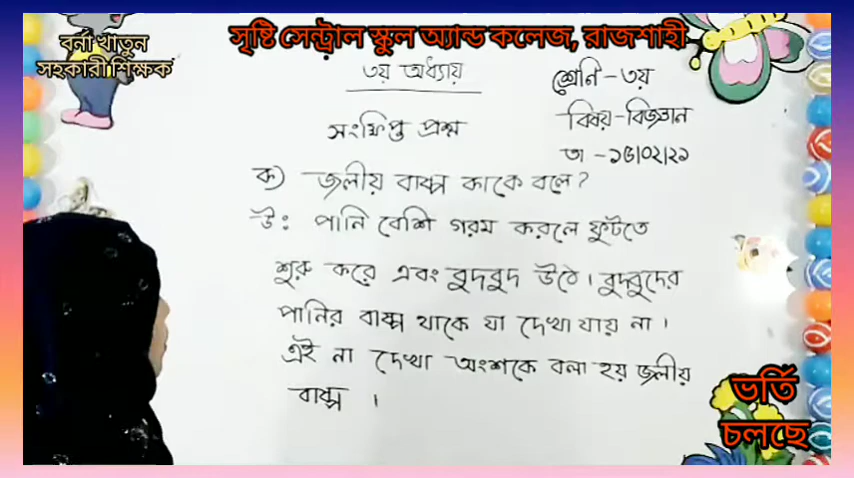 সৃষ্টি সেন্ট্রাল স্কুল অ্যান্ড কলেজ, রাজশাহী
বর্না খাতুন
সহকারী শিক্ষক
৩য় অধ্যায়
শ্রেণি - ৩য়
বিষয় - বিজ্ঞান
তা - ১৬/০২/২১
সংক্ষিপ্ত প্রশ্ন
ক) জলীয় বাষ্প কাকে বলে?
উঃ পানি বেশি গরম করলে ফুটতে
শুরু করে এবং বুদবুদ উঠে। বুদবুদের
পানির বাষ্প থাকে যা দেখা যায় না।
এই না দেখা অংশকে বলা হয় জলীয়
বাষ্প ।
ভর্তি
চলছে